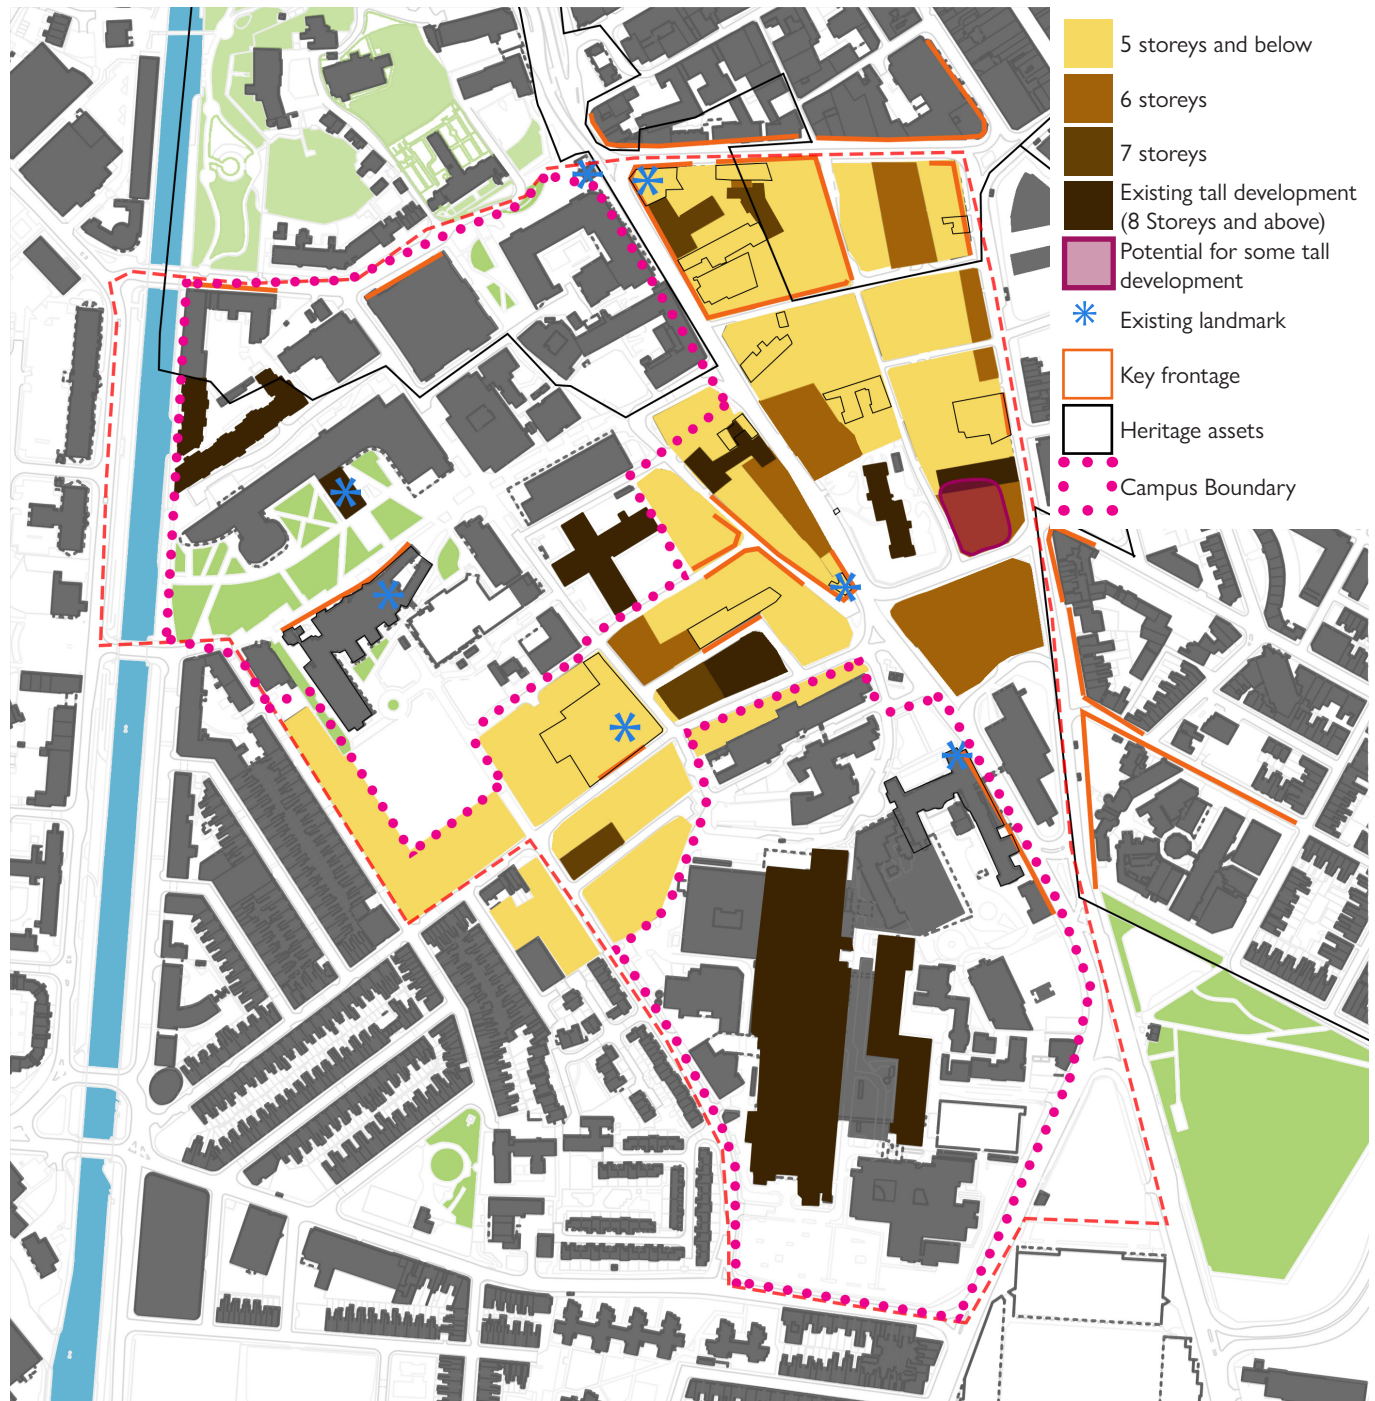 5 storeys and below
6 storeys
7 storeys
Existing tall development
(8 Storeys and above)
Potential for some tall
development
Existing landmark
Key frontage
Heritage assets
Campus Boundary